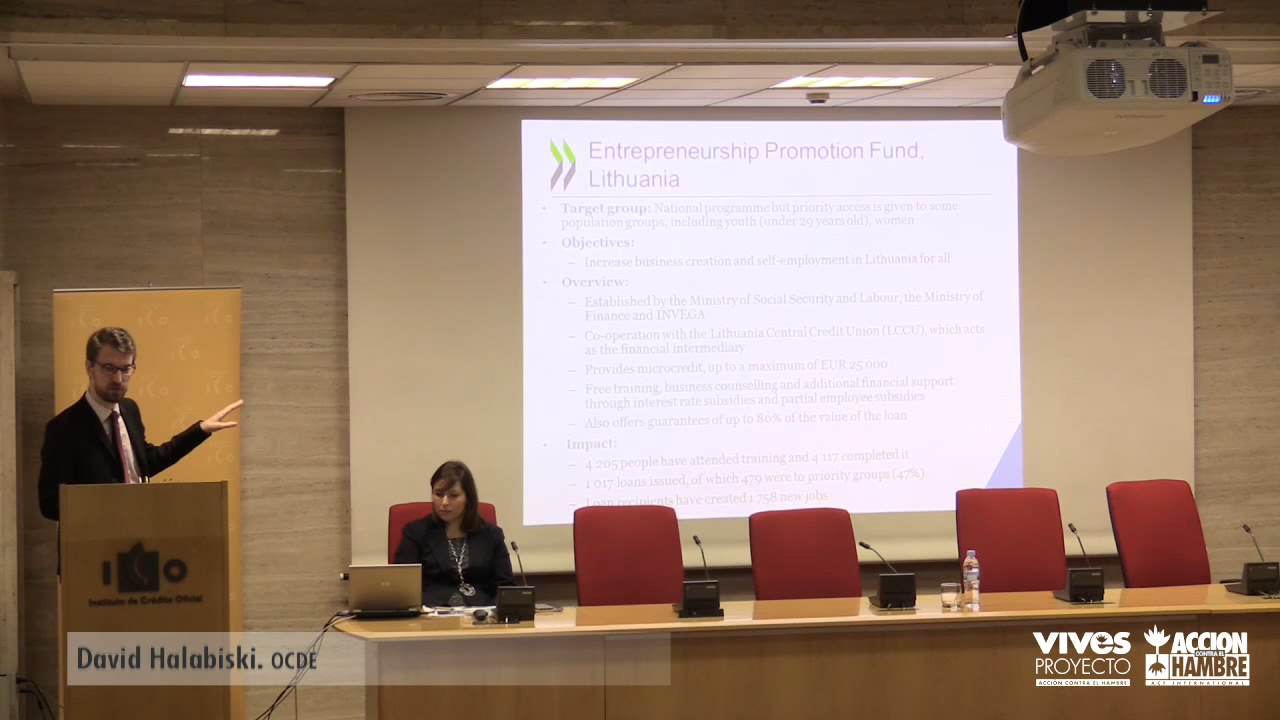 Entrepreneurship Promotion Fund,
Lithuania
• Target group: National programme but priority access is given to some
population groups, including youth (under 29 years old), women
• Objectives:
– Increase business creation and self-employment in Lithuania for all
• Overview:
– Established by the Ministry of Social Security and Labour, the Ministry of
Finance and INVEGA
– Co-operation with the Lithuania Central Credit Union (LCCU), which acts
as the financial intermediary
– Provides microcredit, up to a maximum of EUR 25 000
– Free training, business counselling and additional financial support
through interest rate subsidies and partial employee subsidies
– Also offers guarantees of up to 80% of the value of the loan
• Impact:
– 4 205 people have attended training and 4 117 completed it
– 1 017 loans issued, of which 479 were to priority groups (47%)
– Loan recipients have created 1 758 new jobs
ICO
Instituto de Crédito Oficial
David Halabiski. OCDE
VIVES
PROYECTO
ACCIÓN CONTRA EL HAMBRE
ACCION
CONTRA EL
HAMBRE
ACF INTERNATIONAL